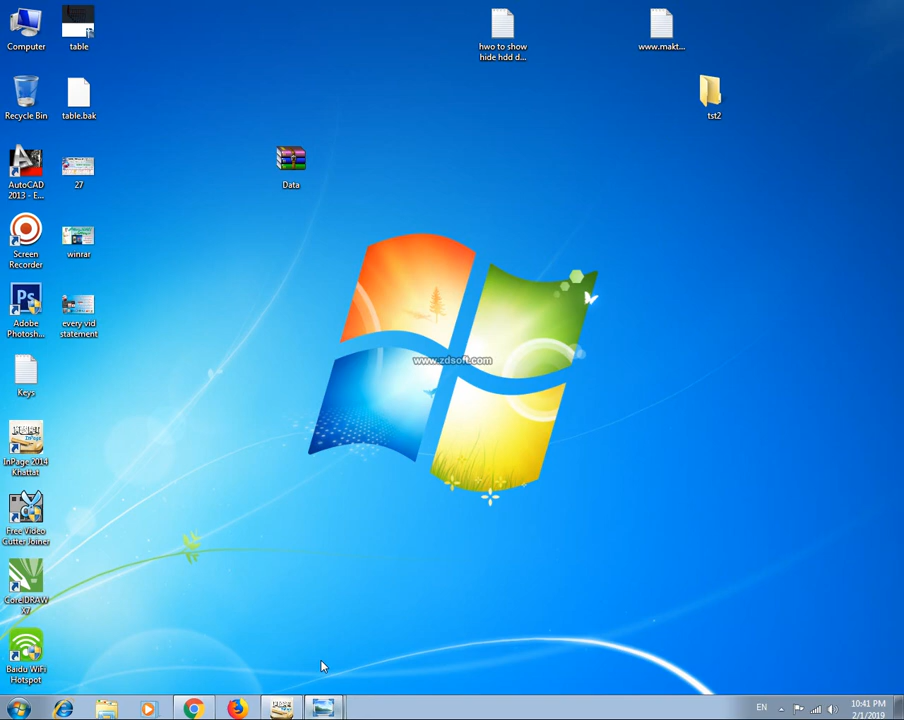 Computer
table
hwo to show
hide hdd d...
www.makt...
Recycle Bin
table.bak
tst2
AutoCAD
2013 - E...
27
Data
Screen
Recorder
winrar
Ps
Adobe
Photosh...
every vid
statement
www.zdsoft.com
Keys
InPage 2014
Khattat
Free Video
Cutter Joiner
CorelDRAW
X7
Baidu WiFi
Hotspot
EN
10:41 PM
2/1/2019